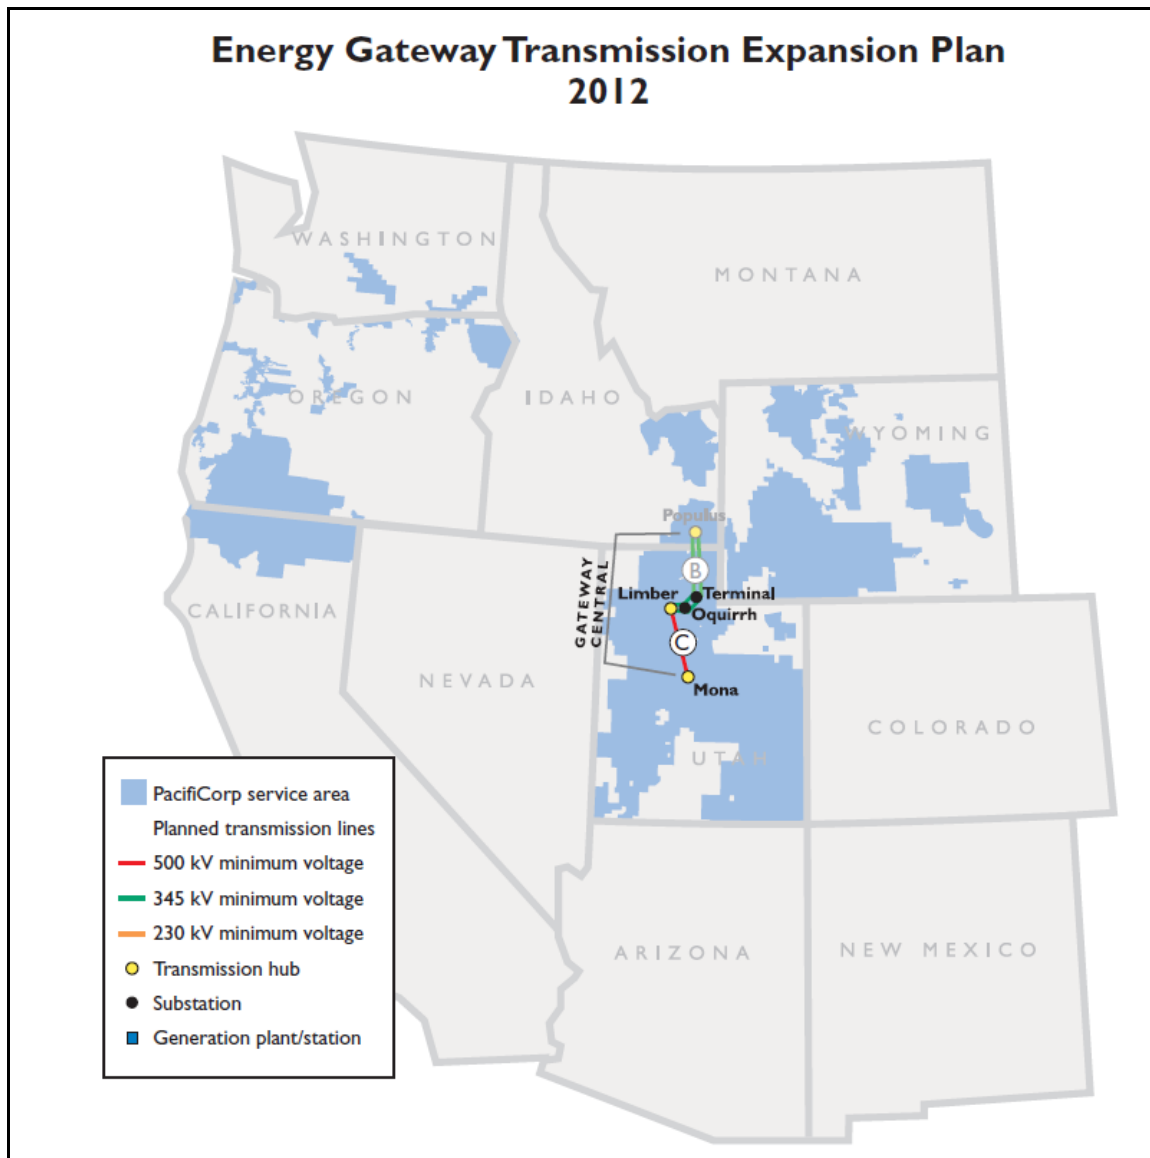 Energy Gateway Transmission Expansion Plan
2012
WASHINGTON
MONTANA
OREGON
IDAHO
WYOMING
Populus
B
GATEWAY
CENTRAL
Limber
Terminal
Oquirrh
CALIFORNIA
C
NEVADA
Mona
COLORADO
UTAH
PacifiCorp service area
Planned transmission lines
500 kV minimum voltage
345 kV minimum voltage
230 kV minimum voltage
Transmission hub
Substation
Generation plant/station
ARIZONA
NEW MEXICO